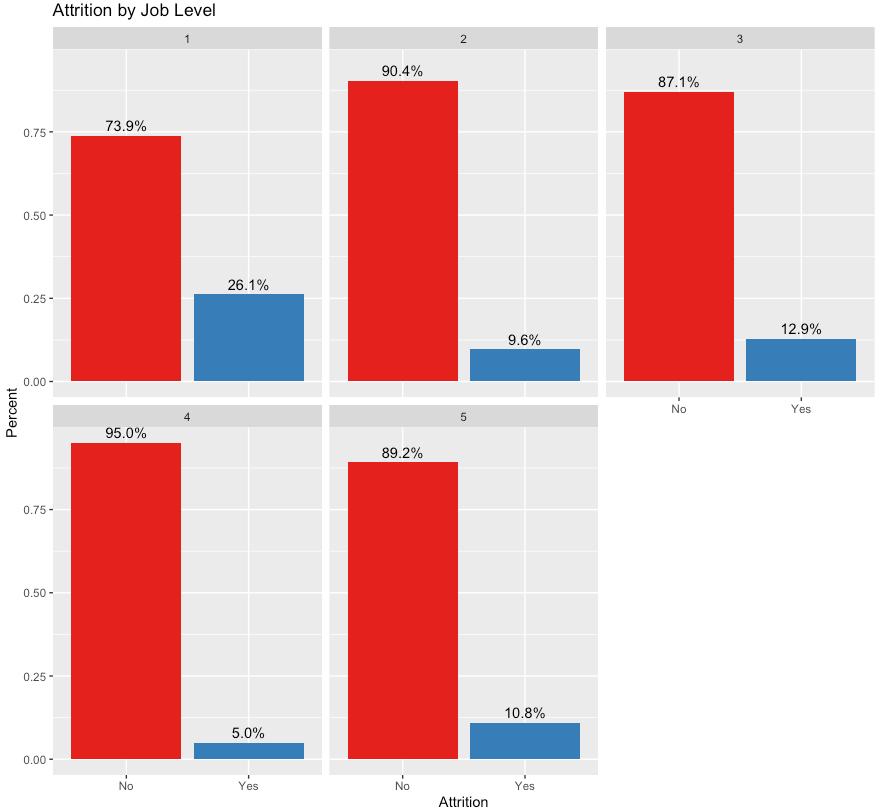 Attrition by Job Level
1
2
3
73.9%
26.1%
90.4%
9.6%
87.1%
12.9%
0.75
0.50
0.25
0.00
No
Yes
Percent
4
5
95.0%
5.0%
89.2%
10.8%
0.75
0.50
0.25
0.00
No
Yes
No
Yes
Attrition